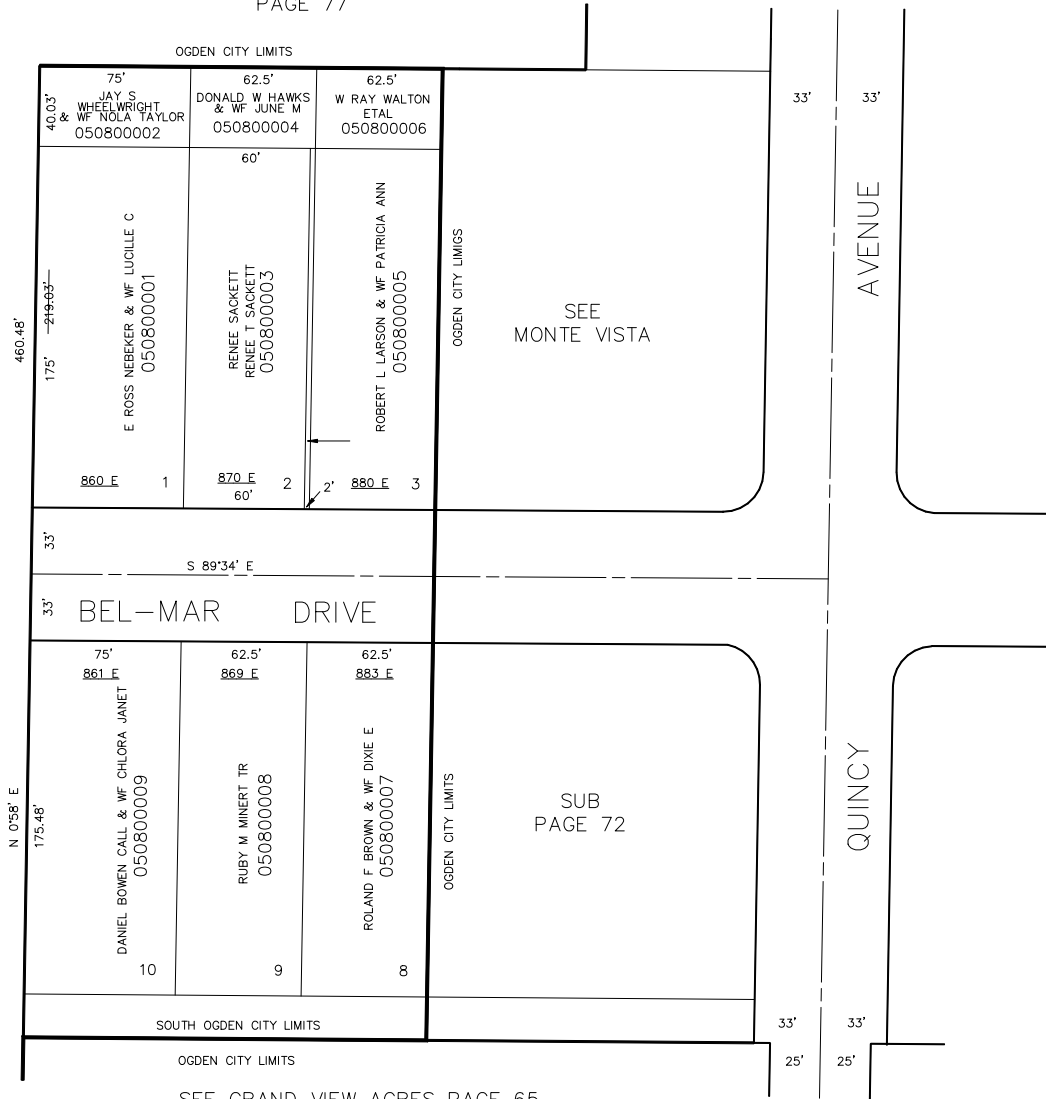 PAGE 77
OGDEN CITY LIMITS
75'
JAY S
WHEELWRIGHT
& WF NOLA TAYLOR
050800002
62.5'
DONALD W HAWKS
& WF JUNE M
050800004
62.5'
W RAY WALTON
ETAL
050800006
40.03'
33'
33'
60'
E ROSS NEBEKER & WF LUCILLE C
050800001
RENEE SACKETT
RENEE T SACKETT
050800003
ROBERT L LARSON & WF PATRICIA ANN
050800005
OGDEN CITY LIMIGS
SEE
MONTE VISTA
AVENUE
460.48'
175'
219.03'
860 E
1
870 E
2
60'
2'
880 E
3
33'
S 89°34' E
33'
BEL-MAR DRIVE
75'
861 E
62.5'
869 E
62.5'
883 E
DANIEL BOWEN CALL & WF CHLORA JANET
050800009
RUBY M MINERT TR
050800008
ROLAND F BROWN & WF DIXIE E
050800007
OGDEN CITY LIMITS
SUB
PAGE 72
QUINCY
N 0°58' E
175.48'
10
9
8
SOUTH OGDEN CITY LIMITS
33'
33'
OGDEN CITY LIMITS
25'
25'
SEE GRAND VIEW ACRES PAGE 65